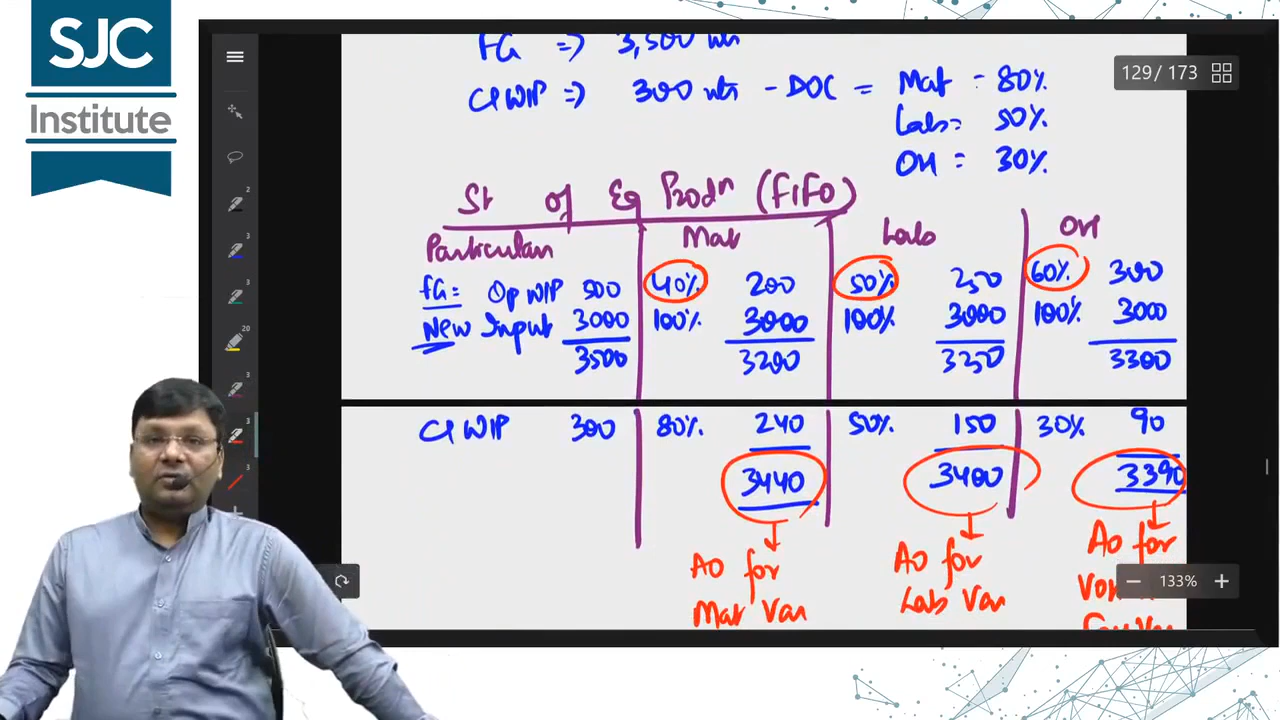 SJC
Institute
129 / 173
FG => 3,500 uts
Cl WIP => 300 uts - DOC = Mat = 80%
Lab = 50%
OH = 30%
St of Eq Prodn (FIFO)
Particulars Mat Lab OH
FG: Op WIP 500 40% 200 50% 250 60% 300
New Input 3000 100% 3000 100% 3000 100% 3000
3500 3200 3250 3300
Cl WIP 300 80% 240 50% 150 30% 90
3440 3400 3390
AO for AO for AO for
Mat Var Lab Var
133%